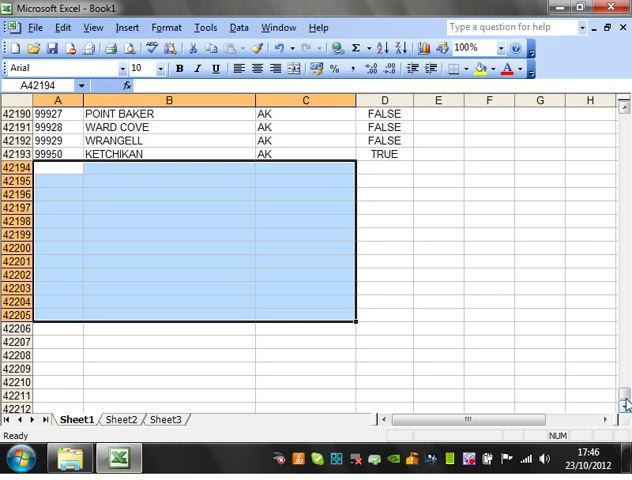 Microsoft Excel - Book1
File Edit View Insert Format Tools Data Window Help
Type a question for help
100%
Arial 10 B I U
A42194 fx
A B C D E F G H
42190 99927 POINT BAKER AK FALSE
42191 99928 WARD COVE AK FALSE
42192 99929 WRANGELL AK FALSE
42193 99950 KETCHIKAN AK TRUE
42194
42195
42196
42197
42198
42199
42200
42201
42202
42203
42204
42205
42206
42207
42208
42209
42210
42211
42212
Sheet1 Sheet2 Sheet3
Ready NUM
17:46
23/10/2012